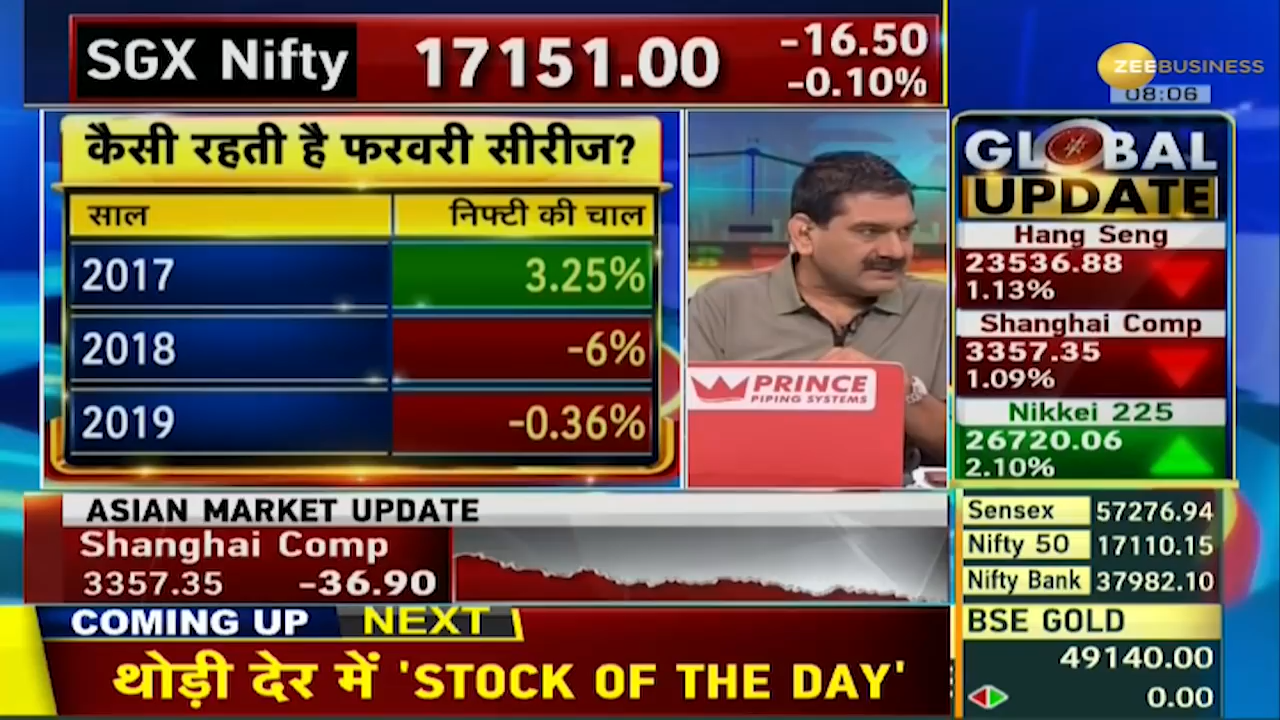 SGX Nifty 17151.00 -16.50
-0.10%
ZEEBUSINESS
08:06
कैसी रहती है फरवरी सीरीज?
साल निफ्टी की चाल
2017 3.25%
2018 -6%
2019 -0.36%
PRINCE
PIPING SYSTEMS
GLOBAL
UPDATE
Hang Seng
23536.88
1.13%
Shanghai Comp
3357.35
1.09%
Nikkei 225
26720.06
2.10%
ASIAN MARKET UPDATE
Shanghai Comp
3357.35 -36.90
Sensex 57276.94
Nifty 50 17110.15
Nifty Bank 37982.10
BSE GOLD
49140.00
0.00
COMING UP NEXT
थोड़ी देर में 'STOCK OF THE DAY'